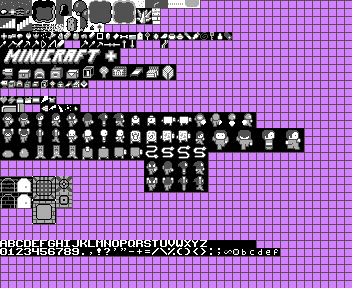 MINICRAFT+
ABCDEFGHIJKLMNOPQRSTUVWXYZ
0123456789.,!?'"-+=/\%()<>:;